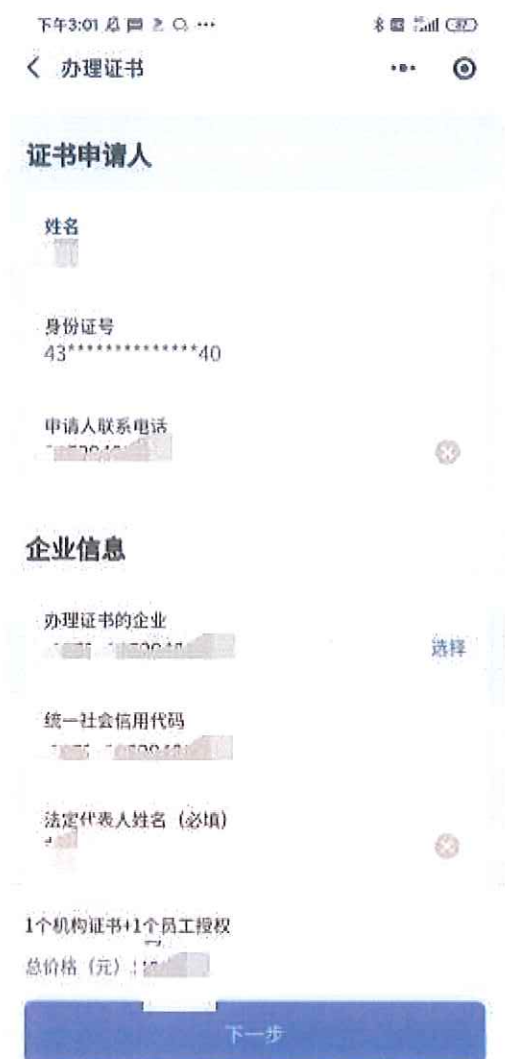 下午3:01
办理证书
证书申请人
姓名
身份证号
43**************40
申请人联系电话
企业信息
办理证书的企业
选择
统一社会信用代码
法定代表人姓名（必填）
1个机构证书+1个员工授权
总价格（元）:
下一步